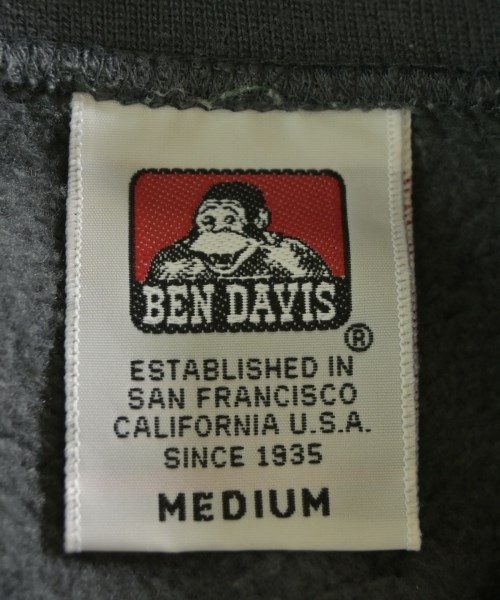 BEN DAVIS
®
ESTABLISHED IN
SAN FRANCISCO
CALIFORNIA U.S.A.
SINCE 1935
MEDIUM